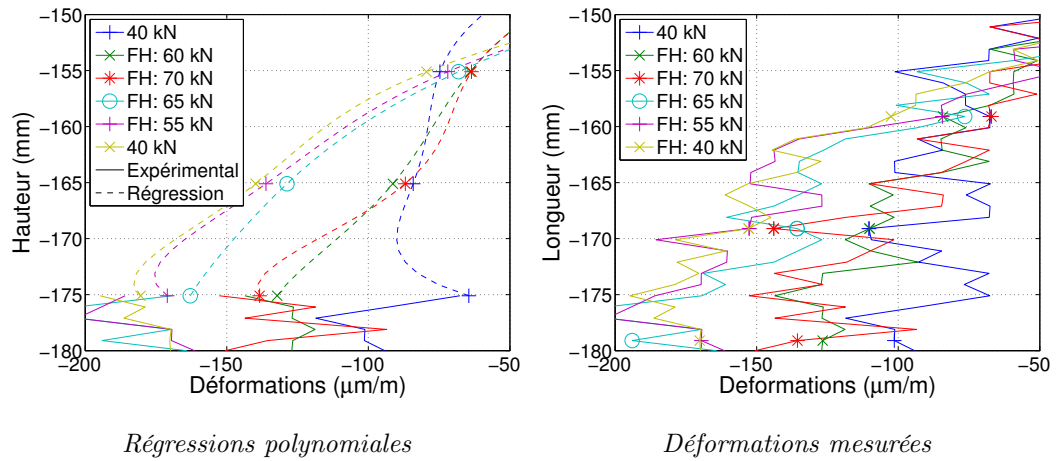 −150
−155
−160
−165
−170
−175
−180
Hauteur (mm)
40 kN
FH: 60 kN
FH: 70 kN
FH: 65 kN
FH: 55 kN
40 kN
Expérimental
Régression
−200
−150
−100
−50
Déformations (μm/m)
Régressions polynomiales
−150
−155
−160
−165
−170
−175
−180
Longueur (mm)
40 kN
FH: 60 kN
FH: 70 kN
FH: 65 kN
FH: 55 kN
FH: 40 kN
−200
−150
−100
−50
Deformations (μm/m)
Déformations mesurées